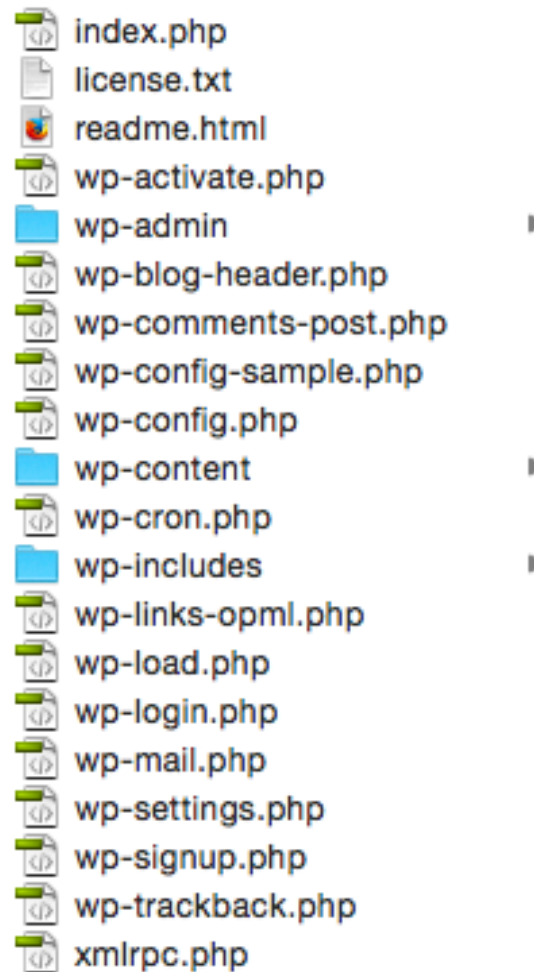 index.php
license.txt
readme.html
wp-activate.php
wp-admin
wp-blog-header.php
wp-comments-post.php
wp-config-sample.php
wp-config.php
wp-content
wp-cron.php
wp-includes
wp-links-opml.php
wp-load.php
wp-login.php
wp-mail.php
wp-settings.php
wp-signup.php
wp-trackback.php
xmlrpc.php